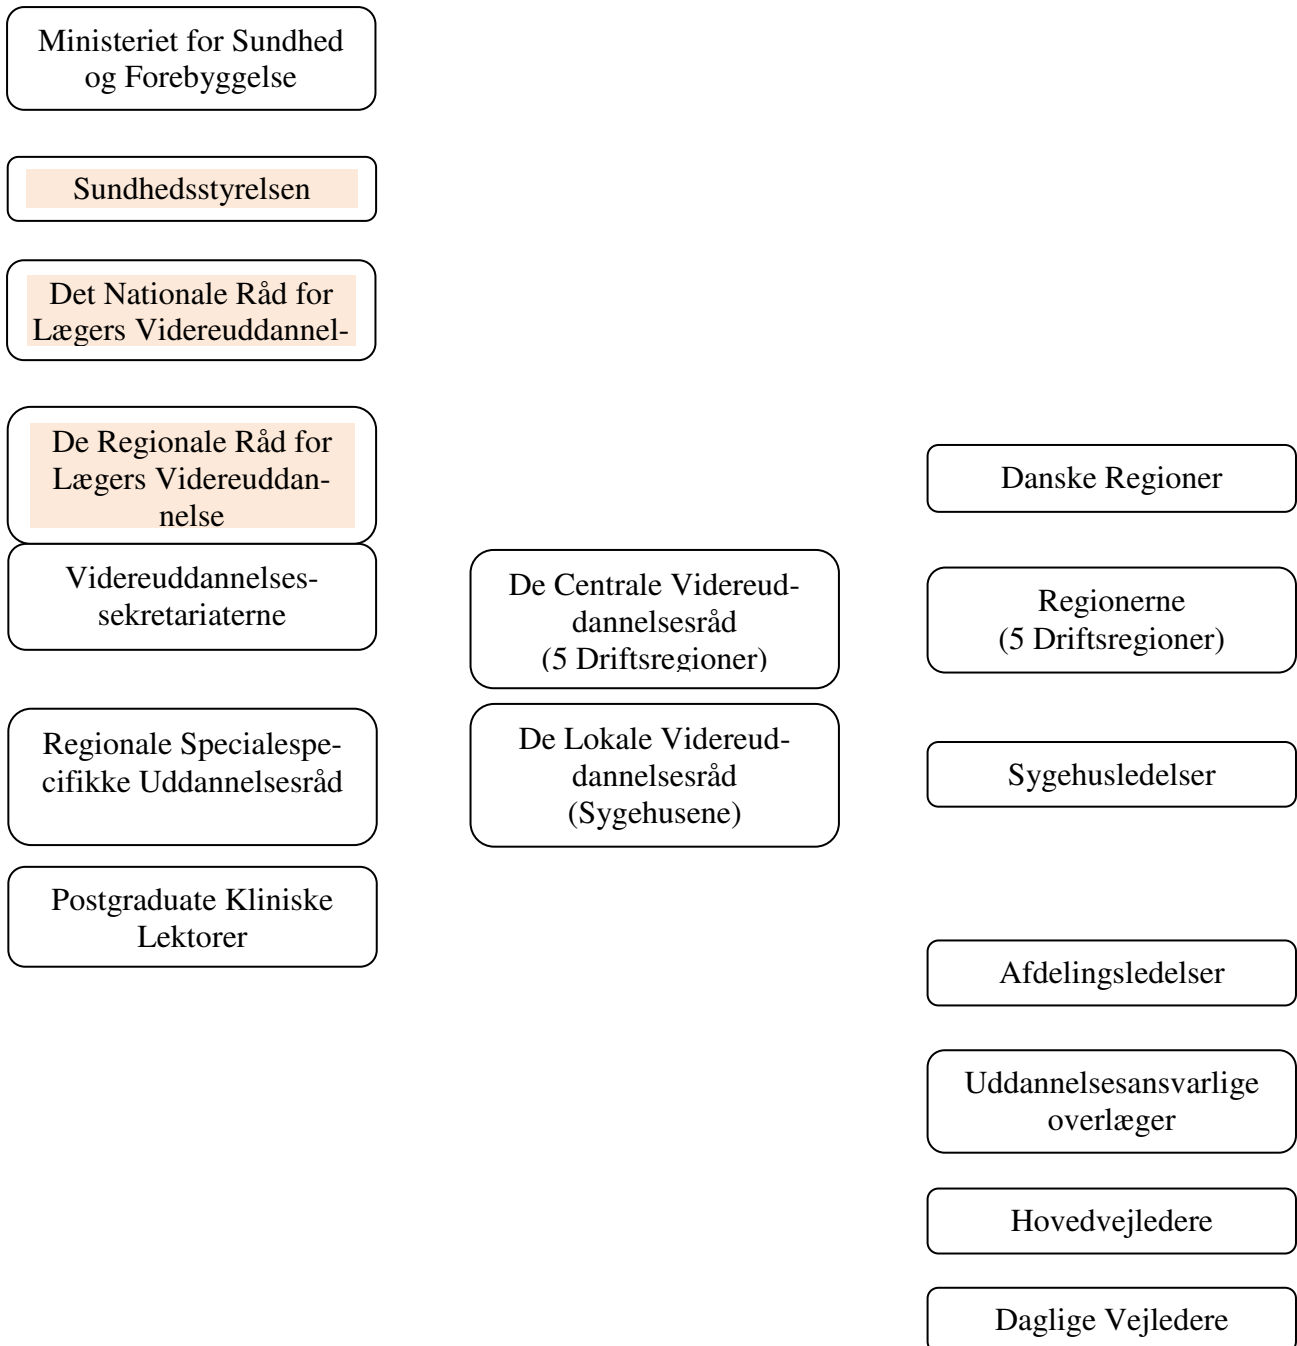 Ministeriet for Sundhed
og Forebyggelse
Sundhedsstyrelsen
Det Nationale Råd for
Lægers Videreuddannel-
De Regionale Råd for
Lægers Videreuddan-
nelse
Videreuddannelses-
sekretariaterne
Regionale Specialespe-
cifikke Uddannelsesråd
Postgraduate Kliniske
Lektorer
De Centrale Videreud-
dannelsesråd
(5 Driftsregioner)
De Lokale Videreud-
dannelsesråd
(Sygehusene)
Danske Regioner
Regionerne
(5 Driftsregioner)
Sygehusledelser
Afdelingsledelser
Uddannelsesansvarlige
overlæger
Hovedvejledere
Daglige Vejledere